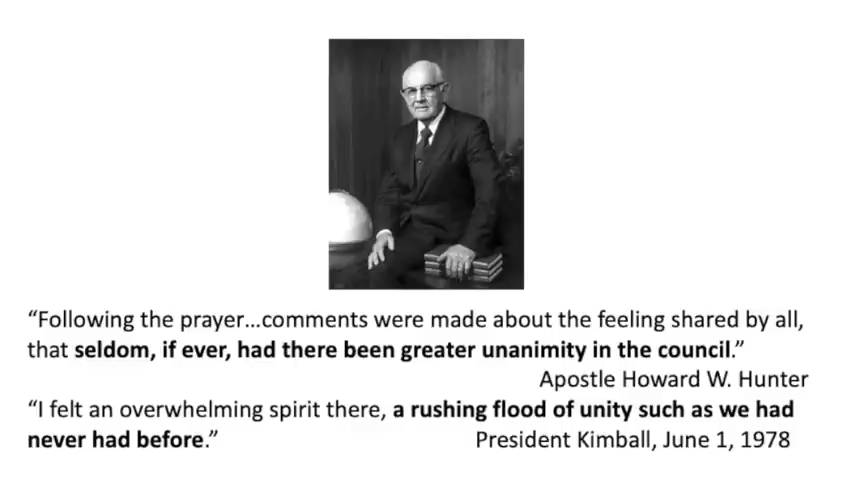 “Following the prayer…comments were made about the feeling shared by all,
that seldom, if ever, had there been greater unanimity in the council.”
Apostle Howard W. Hunter
“I felt an overwhelming spirit there, a rushing flood of unity such as we had
never had before.” President Kimball, June 1, 1978